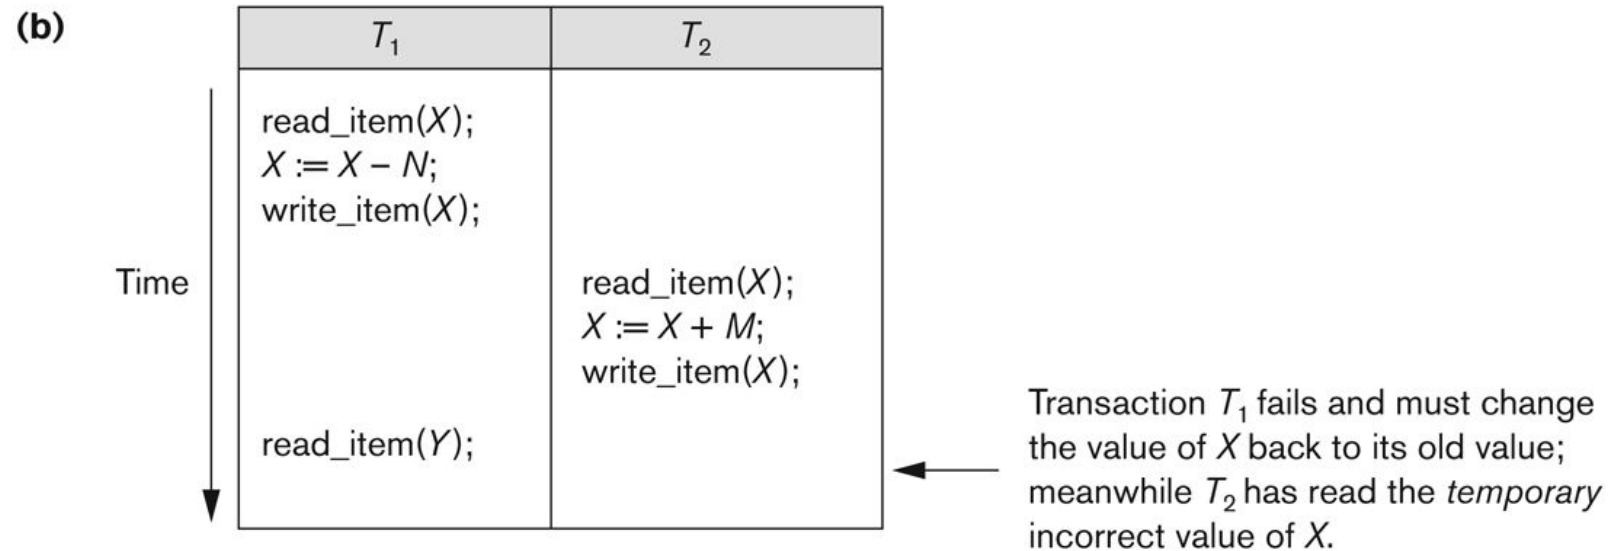 (b)
T1 T2
read_item(X);
X := X – N;
write_item(X);
Time
read_item(X);
X := X + M;
write_item(X);
read_item(Y);
Transaction T1 fails and must change
the value of X back to its old value;
meanwhile T2 has read the temporary
incorrect value of X.